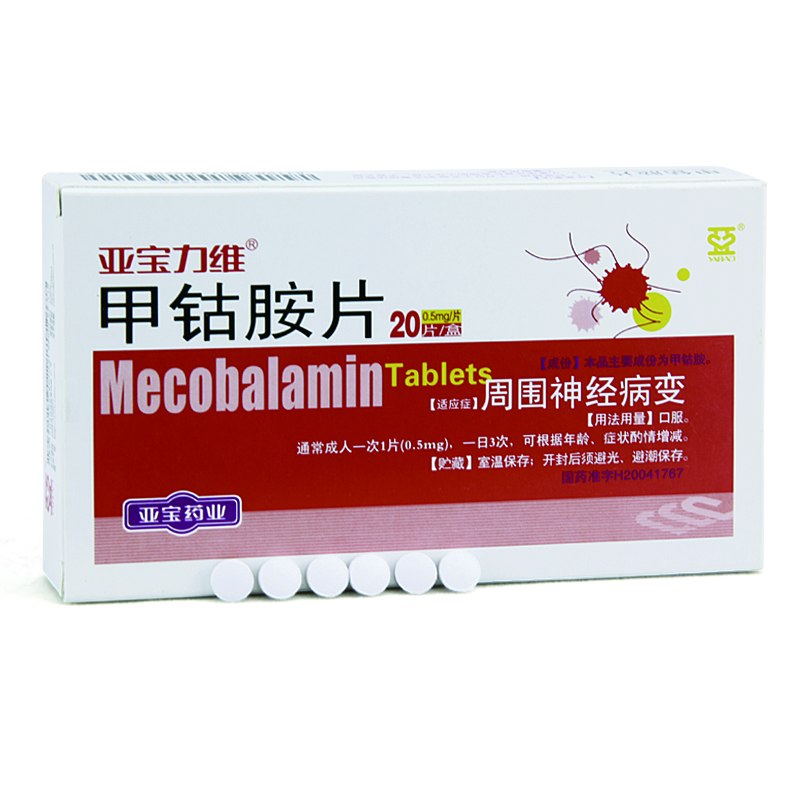 亚宝力维®
甲钴胺片 20片/盒 0.5mg/片
Mecobalamin Tablets
【成份】本品主要成份为甲钴胺。
【适应症】周围神经病变
【用法用量】口服。
通常成人一次1片(0.5mg)，一日3次，可根据年龄、症状酌情增减。
【贮藏】室温保存；开封后须避光、避潮保存。
国药准字H20041767
亚宝药业
YABAO®